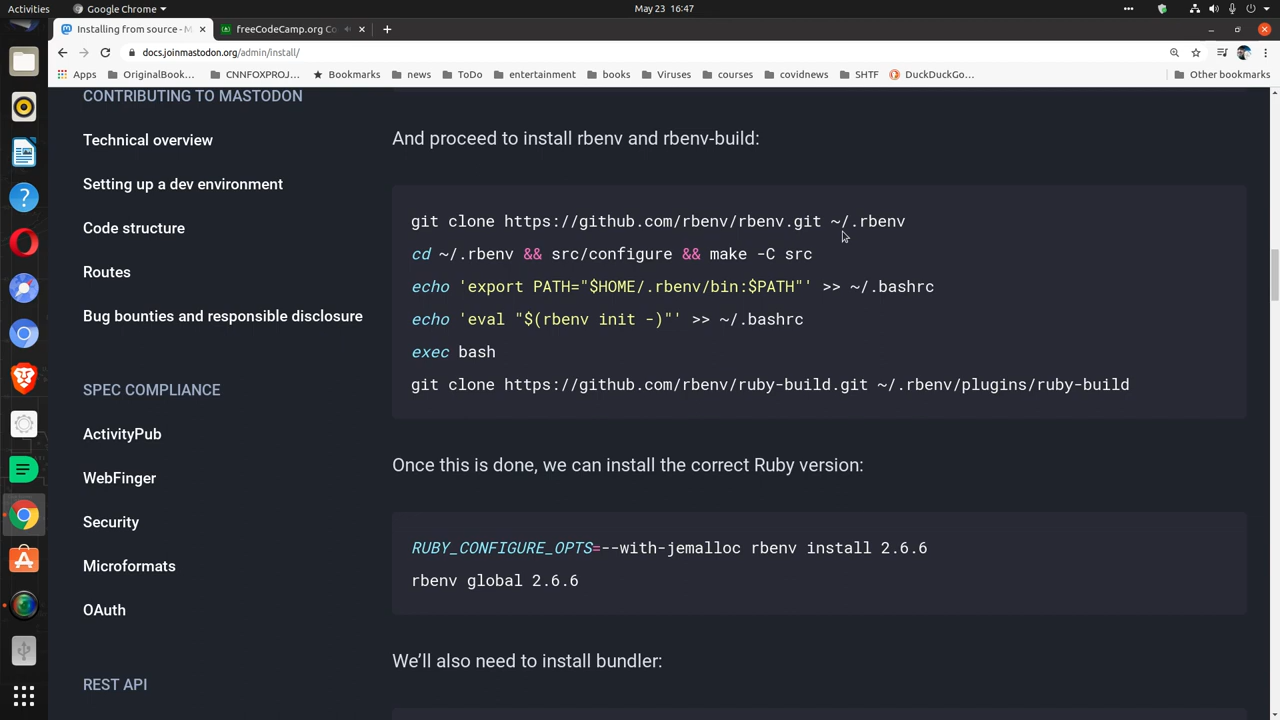 Activities
Google Chrome
May 23 16:47
Installing from source - M
freeCodeCamp.org Co
docs.joinmastodon.org/admin/install/
Apps
OriginalBook...
CNNFOXPROJ...
Bookmarks
news
ToDo
entertainment
books
Viruses
courses
covidnews
SHTF
DuckDuckGo...
Other bookmarks
CONTRIBUTING TO MASTODON
Technical overview
Setting up a dev environment
Code structure
Routes
Bug bounties and responsible disclosure
SPEC COMPLIANCE
ActivityPub
WebFinger
Security
Microformats
OAuth
REST API
And proceed to install rbenv and rbenv-build:
git clone https://github.com/rbenv/rbenv.git ~/.rbenv
cd ~/.rbenv && src/configure && make -C src
echo 'export PATH="$HOME/.rbenv/bin:$PATH"' >> ~/.bashrc
echo 'eval "$(rbenv init -)"' >> ~/.bashrc
exec bash
git clone https://github.com/rbenv/ruby-build.git ~/.rbenv/plugins/ruby-build
Once this is done, we can install the correct Ruby version:
RUBY_CONFIGURE_OPTS=--with-jemalloc rbenv install 2.6.6
rbenv global 2.6.6
We’ll also need to install bundler: